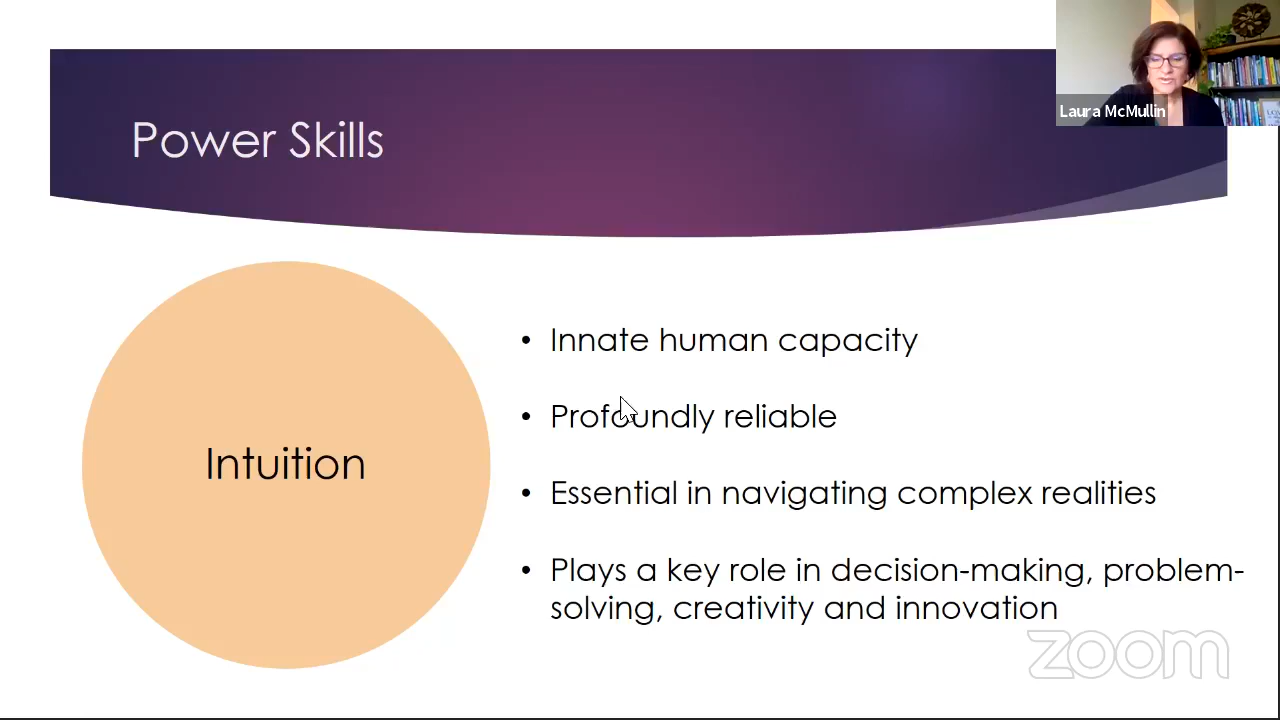 Laura McMullin
Power Skills
Intuition
• Innate human capacity
• Profoundly reliable
• Essential in navigating complex realities
• Plays a key role in decision-making, problem-
solving, creativity and innovation
zoom